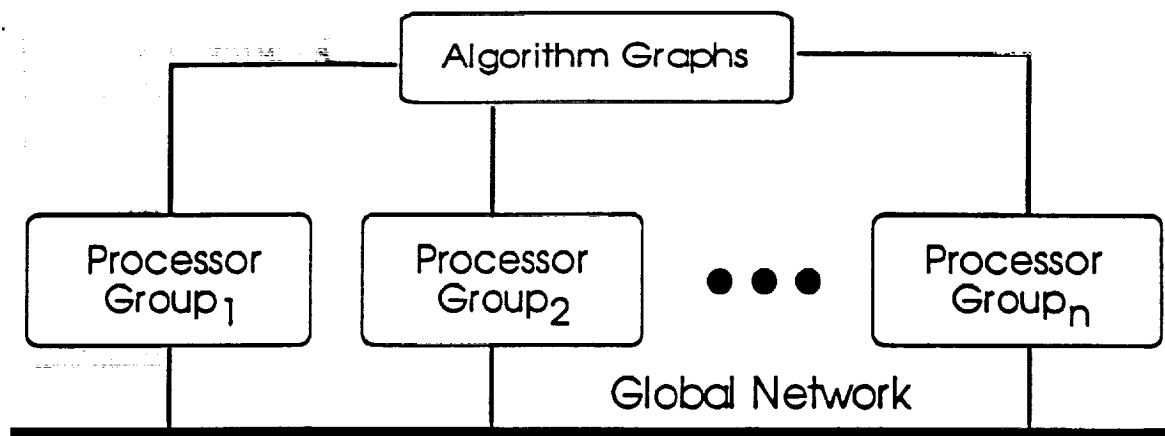 Algorithm Graphs
Processor
Group1
Processor
Group2
Processor
Groupn
Global Network